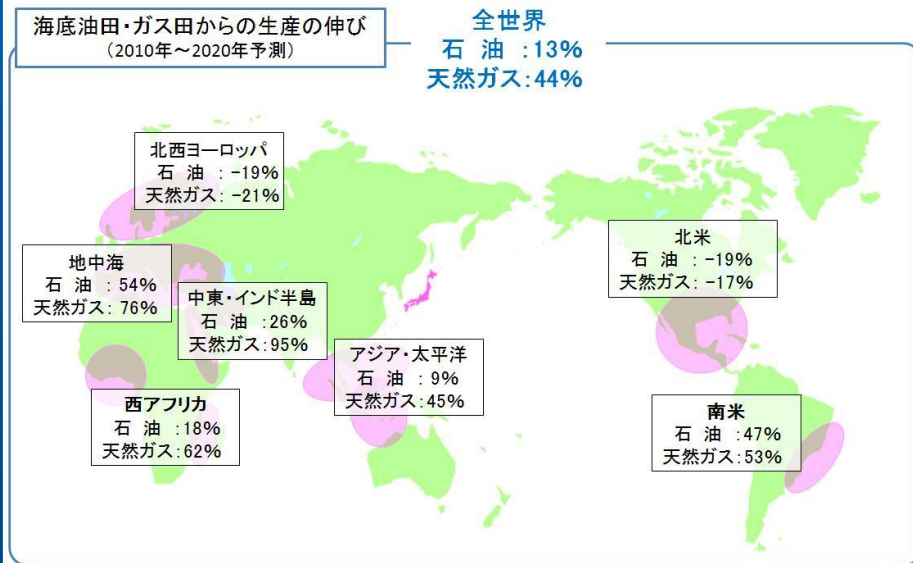 海底油田・ガス田からの生産の伸び
（2010年～2020年予測）
全世界
石 油 ：13%
天然ガス：44%
北西ヨーロッパ
石 油 ： -19%
天然ガス： -21%
地中海
石 油 ： 54%
天然ガス： 76%
中東・インド半島
石 油 ：26%
天然ガス：95%
アジア・太平洋
石 油 ： 9%
天然ガス：45%
西アフリカ
石 油 ：18%
天然ガス：62%
北米
石 油 ： -19%
天然ガス： -17%
南米
石 油 ：47%
天然ガス：53%